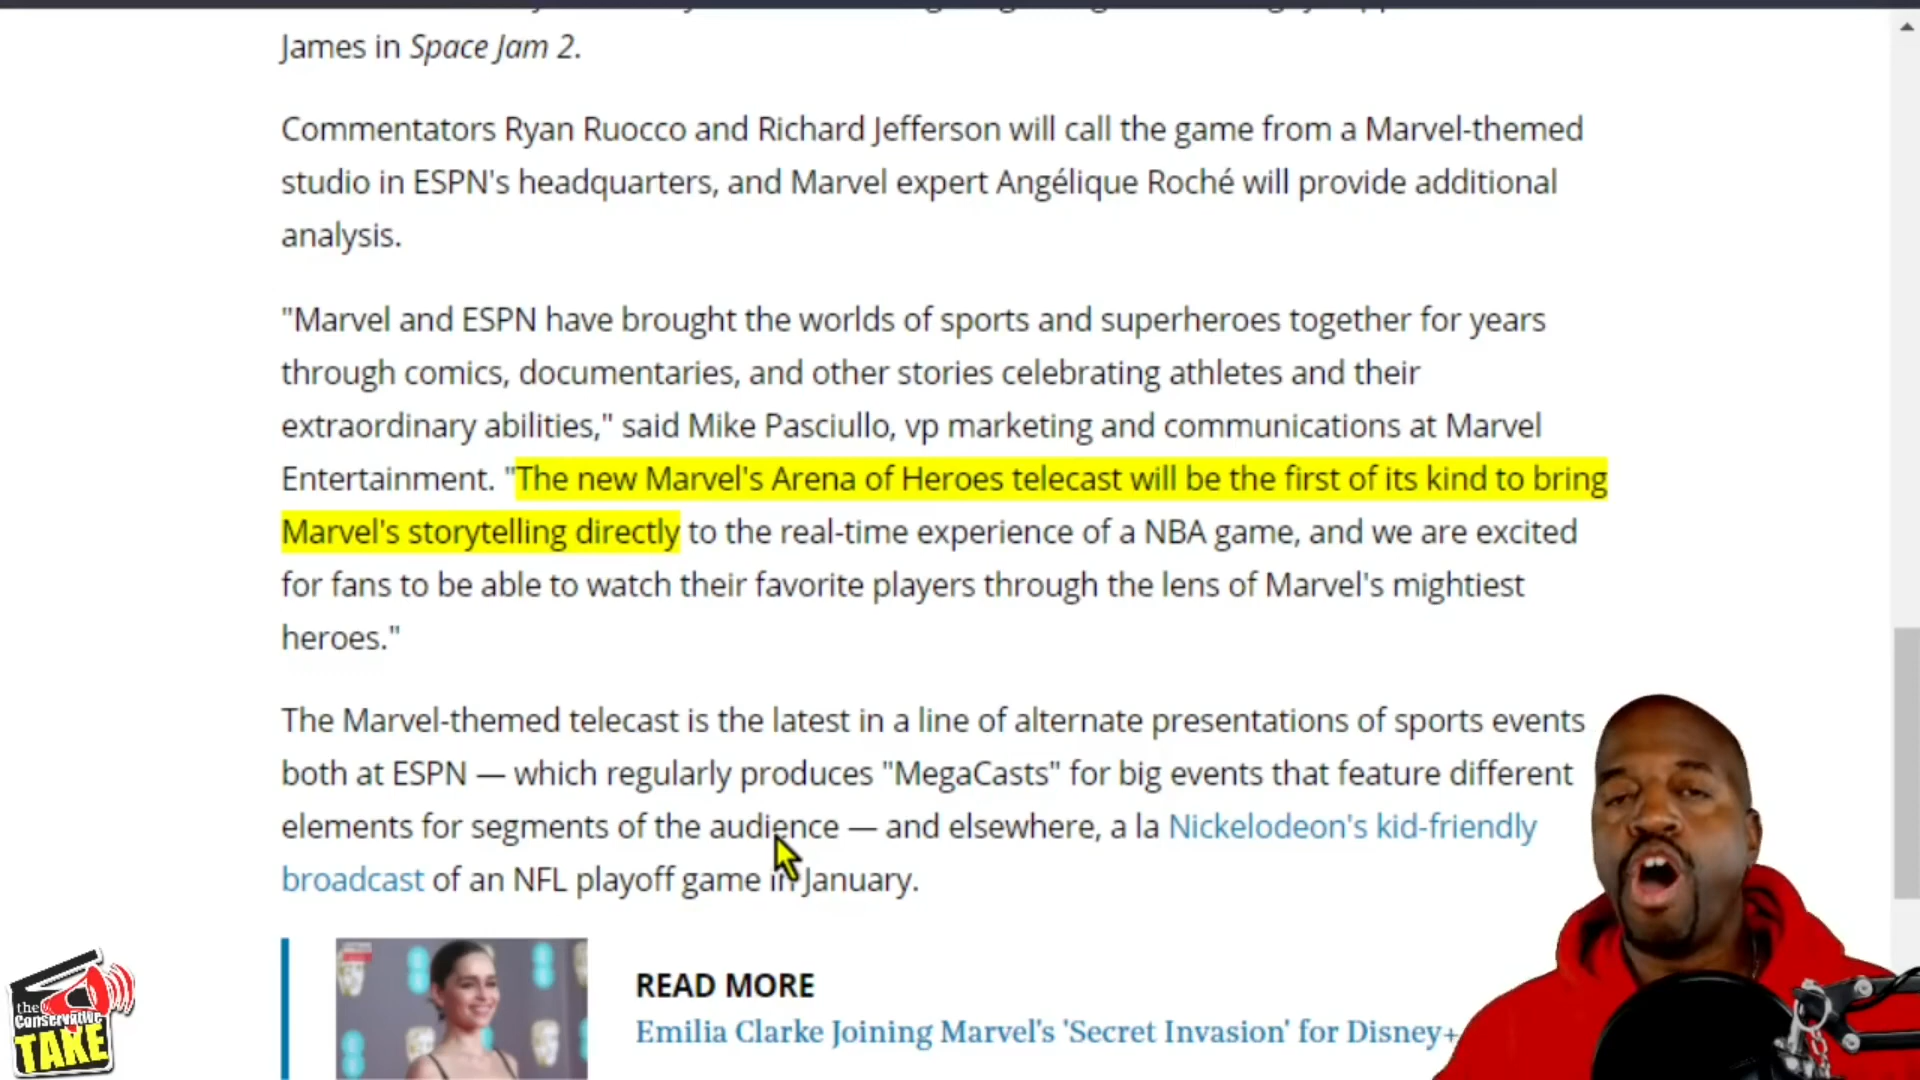 James in Space Jam 2.
Commentators Ryan Ruocco and Richard Jefferson will call the game from a Marvel-themed
studio in ESPN's headquarters, and Marvel expert Angélique Roché will provide additional
analysis.
"Marvel and ESPN have brought the worlds of sports and superheroes together for years
through comics, documentaries, and other stories celebrating athletes and their
extraordinary abilities," said Mike Pasciullo, vp marketing and communications at Marvel
Entertainment. "The new Marvel's Arena of Heroes telecast will be the first of its kind to bring
Marvel's storytelling directly to the real-time experience of a NBA game, and we are excited
for fans to be able to watch their favorite players through the lens of Marvel's mightiest
heroes."
The Marvel-themed telecast is the latest in a line of alternate presentations of sports events
both at ESPN — which regularly produces "MegaCasts" for big events that feature different
elements for segments of the audience — and elsewhere, a la Nickelodeon's kid-friendly
broadcast of an NFL playoff game in January.
READ MORE
Emilia Clarke Joining Marvel's 'Secret Invasion' for Disney+
the
Conservative
TAKE